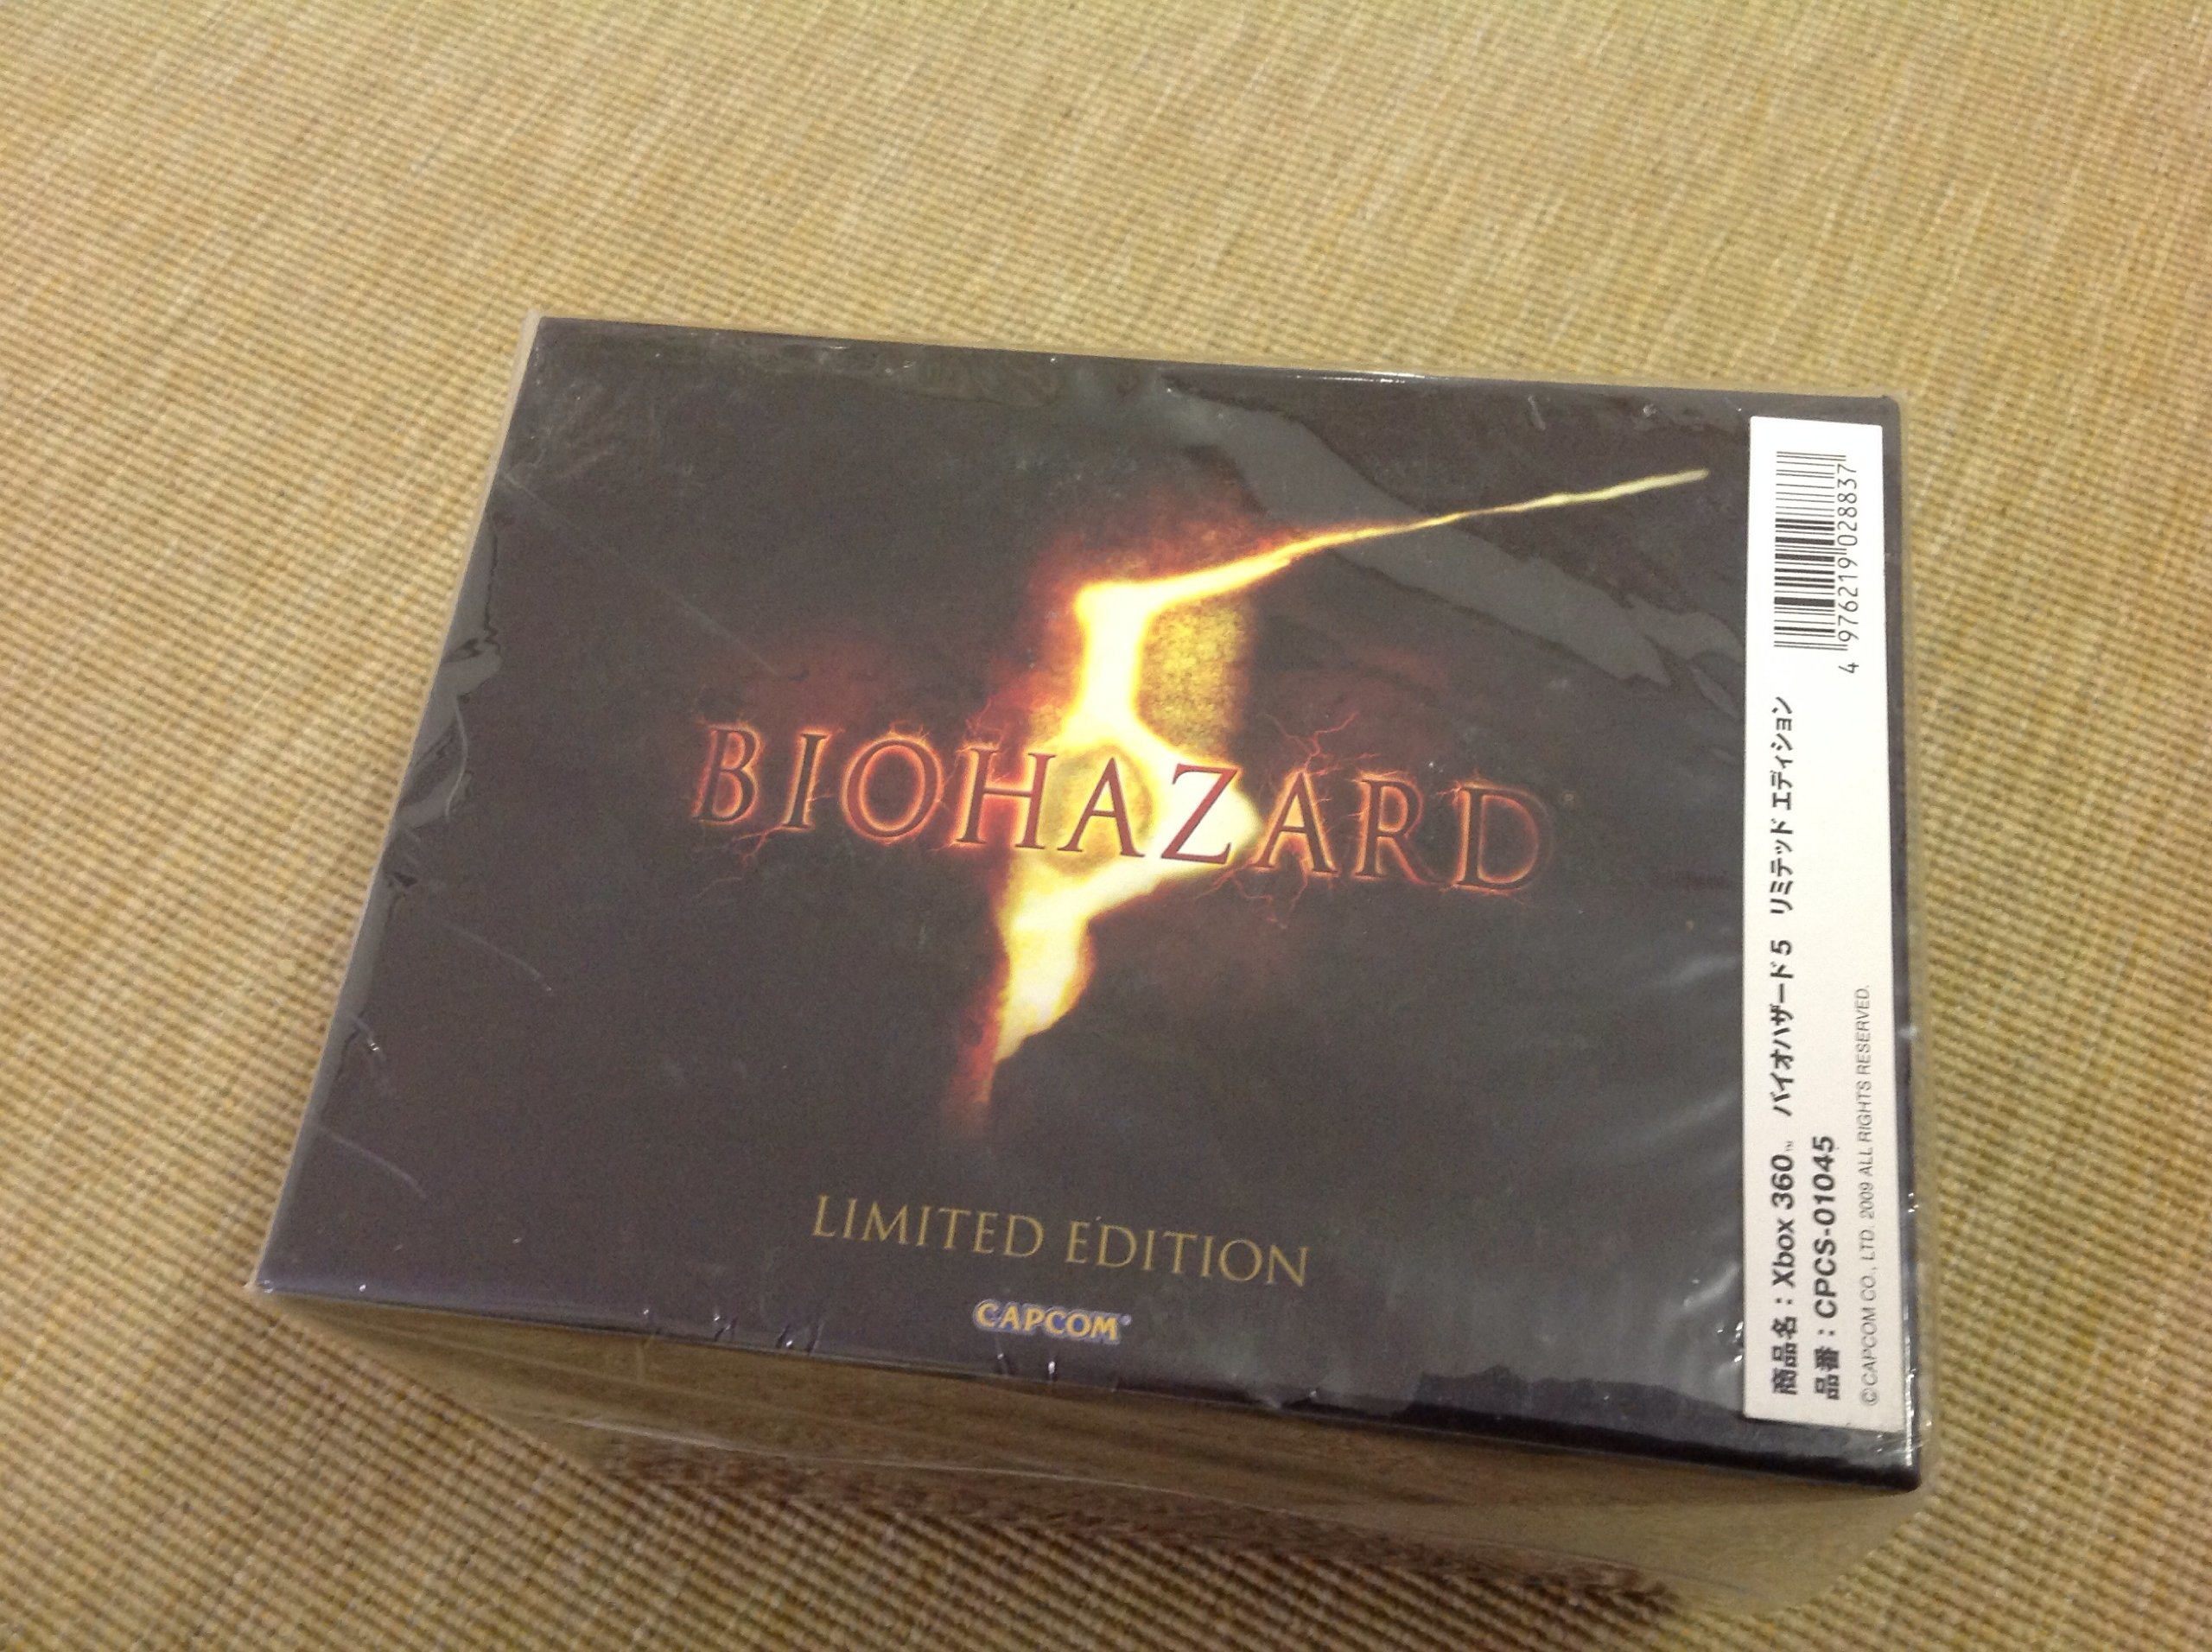 BIOHAZARD®
5
LIMITED EDITION
CAPCOM®
商品名：Xbox 360™ バイオハザード5 リミテッド エディション
品番：CPCS-01045
©CAPCOM CO., LTD. 2009 ALL RIGHTS RESERVED.
4 976219 028837